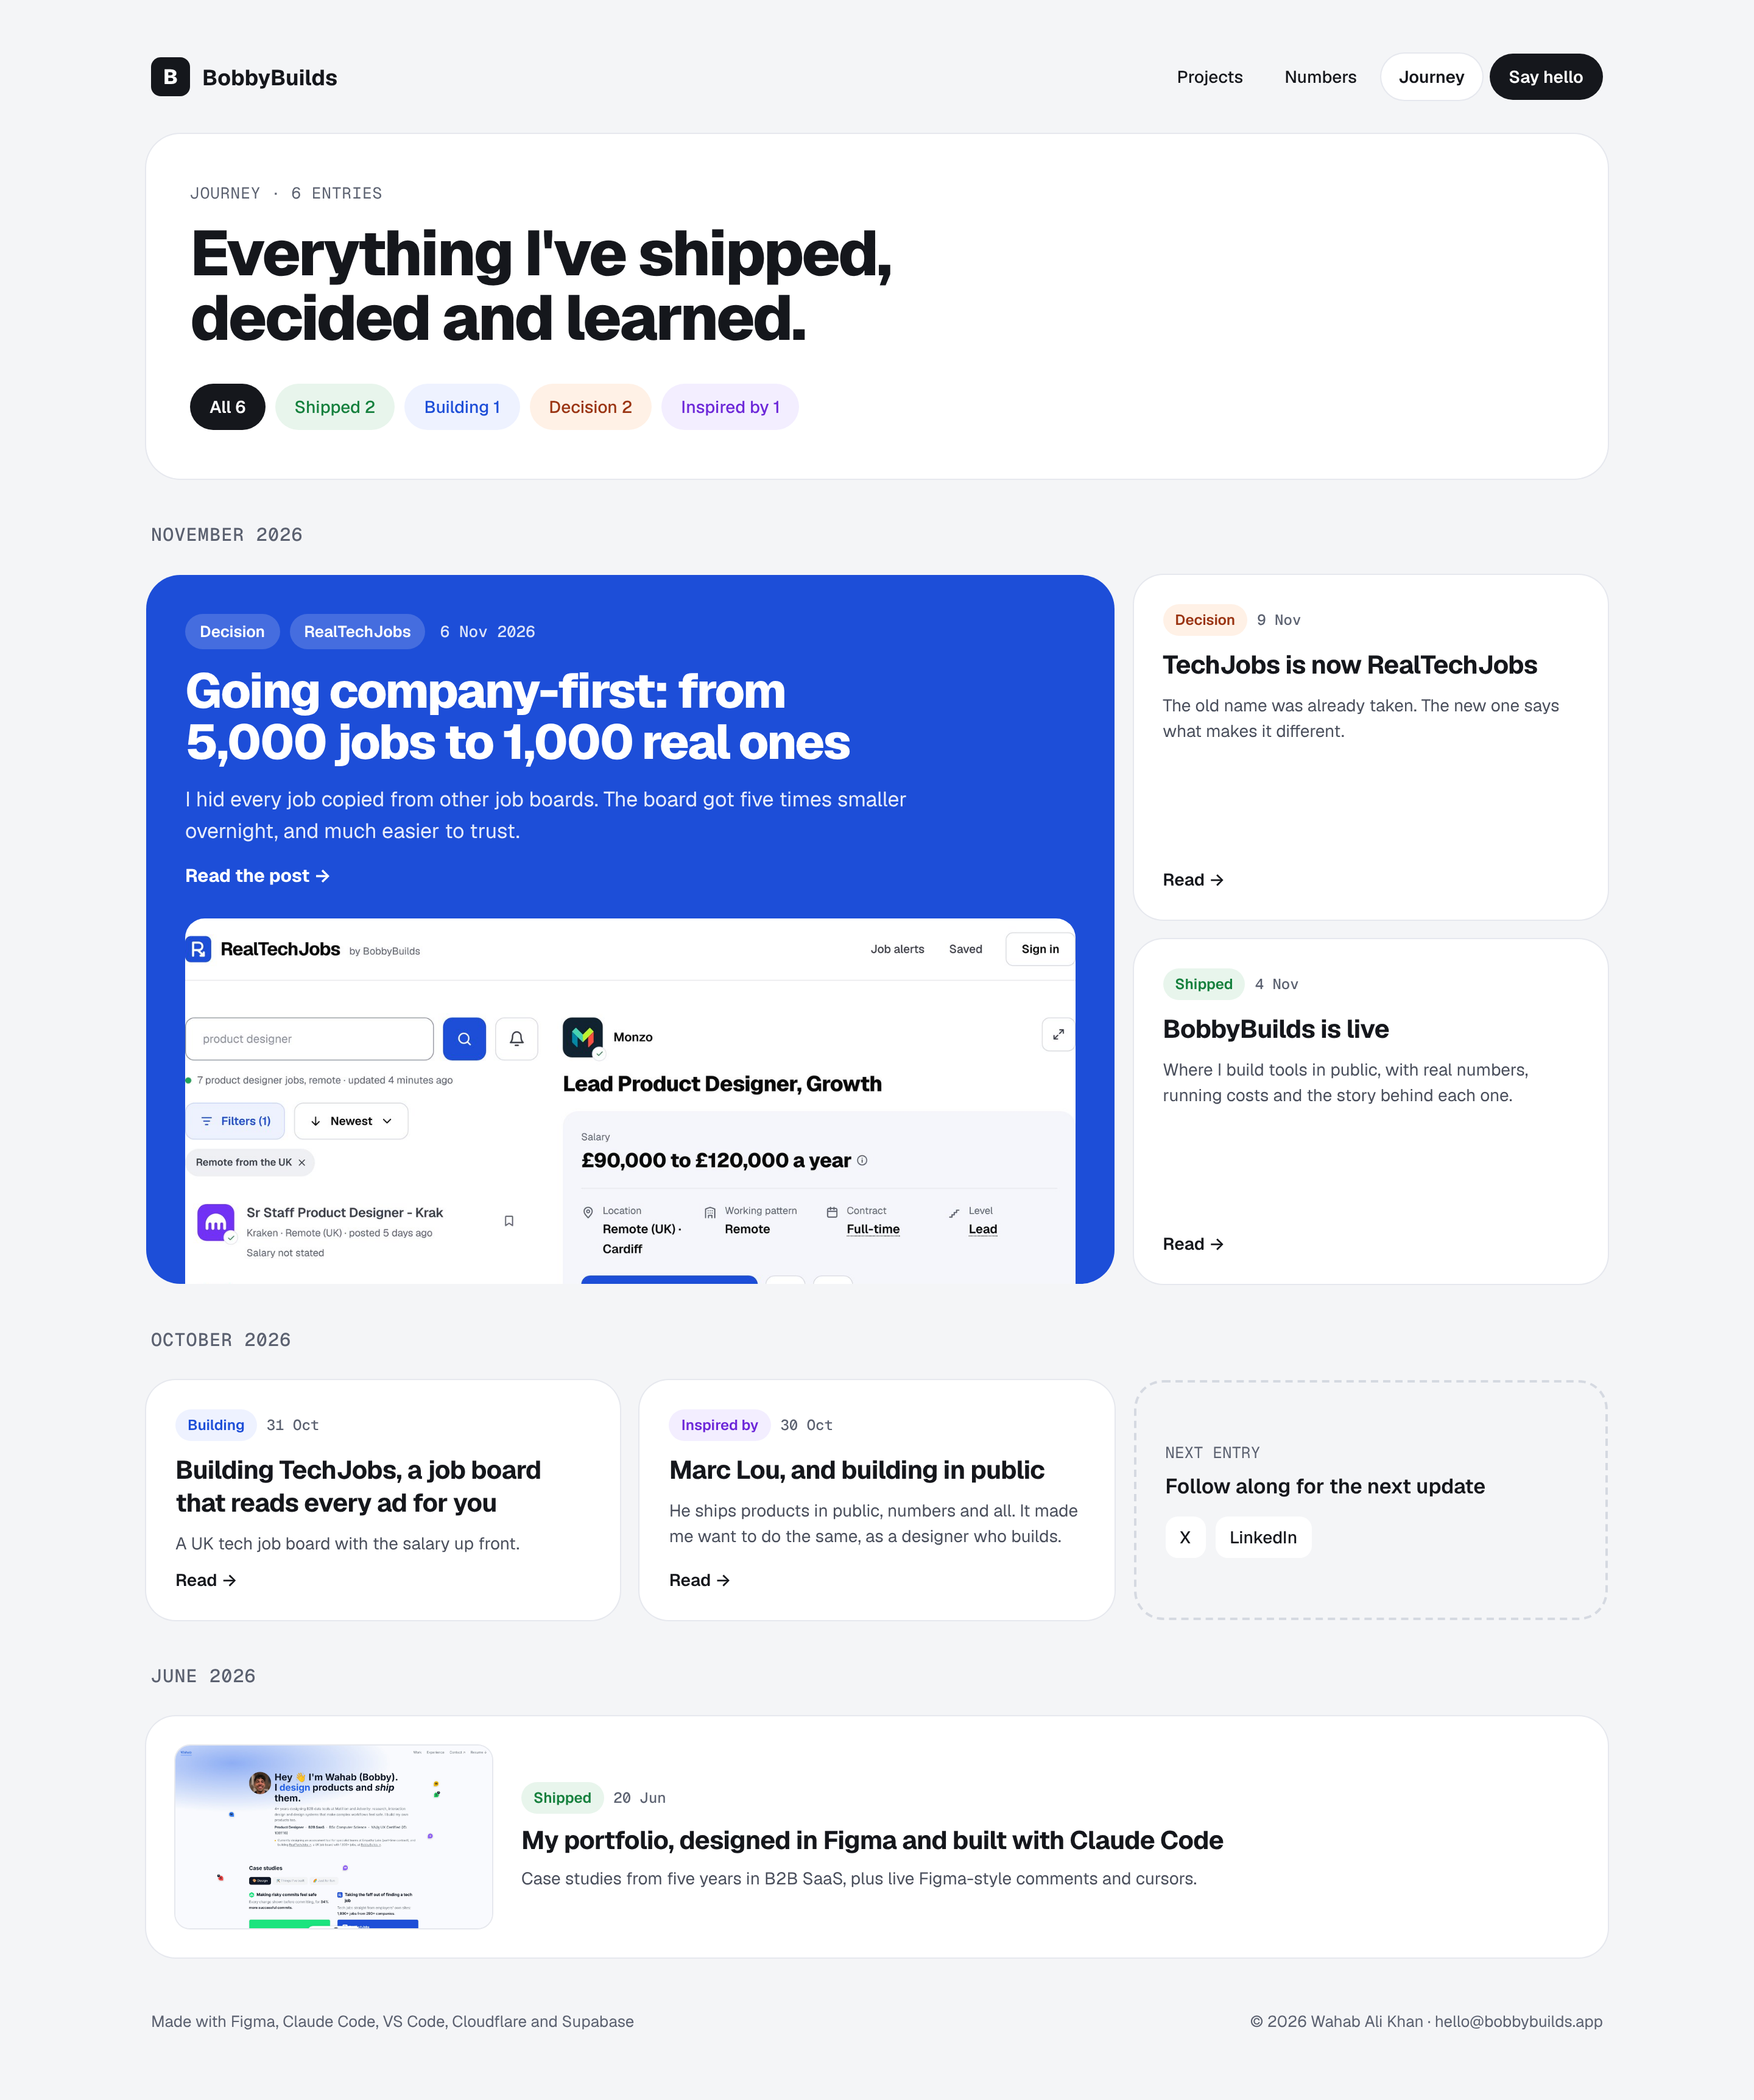 B BobbyBuilds
Projects Numbers Journey Say hello
JOURNEY · 6 ENTRIES
Everything I've shipped,
decided and learned.
All 6 Shipped 2 Building 1 Decision 2 Inspired by 1
NOVEMBER 2026
Decision RealTechJobs 6 Nov 2026
Going company-first: from
5,000 jobs to 1,000 real ones
I hid every job copied from other job boards. The board got five times smaller
overnight, and much easier to trust.
Read the post →
RealTechJobs by BobbyBuilds
Job alerts Saved Sign in
product designer
7 product designer jobs, remote · updated 4 minutes ago
Filters (1) Newest
Remote from the UK ×
Sr Staff Product Designer - Krak
Kraken · Remote (UK) · posted 5 days ago
Salary not stated
Monzo
Lead Product Designer, Growth
Salary
£90,000 to £120,000 a year
Location Working pattern Contract Level
Remote (UK) · Remote Full-time Lead
Cardiff
Decision 9 Nov
TechJobs is now RealTechJobs
The old name was already taken. The new one says
what makes it different.
Read →
Shipped 4 Nov
BobbyBuilds is live
Where I build tools in public, with real numbers,
running costs and the story behind each one.
Read →
OCTOBER 2026
Building 31 Oct
Building TechJobs, a job board
that reads every ad for you
A UK tech job board with the salary up front.
Read →
Inspired by 30 Oct
Marc Lou, and building in public
He ships products in public, numbers and all. It made
me want to do the same, as a designer who builds.
Read →
NEXT ENTRY
Follow along for the next update
X LinkedIn
JUNE 2026
Hey 👋 I'm Wahab (Bobby).
I design products and ship
them.
Case studies
Making risky commits feel safe
Taking the faff out of finding a tech
job
Shipped 20 Jun
My portfolio, designed in Figma and built with Claude Code
Case studies from five years in B2B SaaS, plus live Figma-style comments and cursors.
Made with Figma, Claude Code, VS Code, Cloudflare and Supabase
© 2026 Wahab Ali Khan · hello@bobbybuilds.app